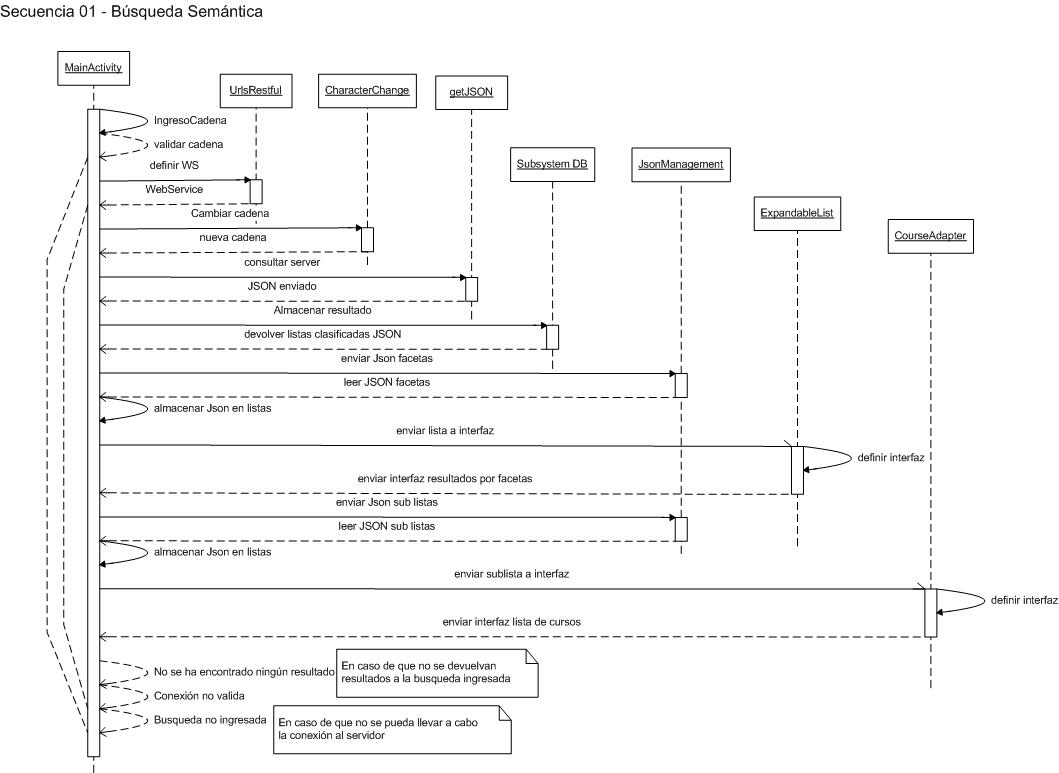 Secuencia 01 - Búsqueda Semántica
MainActivity
UrlsRestful
CharacterChange
getJSON
Subsystem DB
JsonManagement
ExpandableList
CourseAdapter
IngresoCadena
validar cadena
definir WS
WebService
Cambiar cadena
nueva cadena
consultar server
JSON enviado
Almacenar resultado
devolver listas clasificadas JSON
enviar Json facetas
leer JSON facetas
almacenar Json en listas
enviar lista a interfaz
definir interfaz
enviar interfaz resultados por facetas
enviar Json sub listas
leer JSON sub listas
almacenar Json en listas
enviar sublista a interfaz
definir interfaz
enviar interfaz lista de cursos
No se ha encontrado ningún resultado
En caso de que no se devuelvan
resultados a la busqueda ingresada
Conexión no valida
Busqueda no ingresada
En caso de que no se pueda llevar a cabo
la conexión al servidor